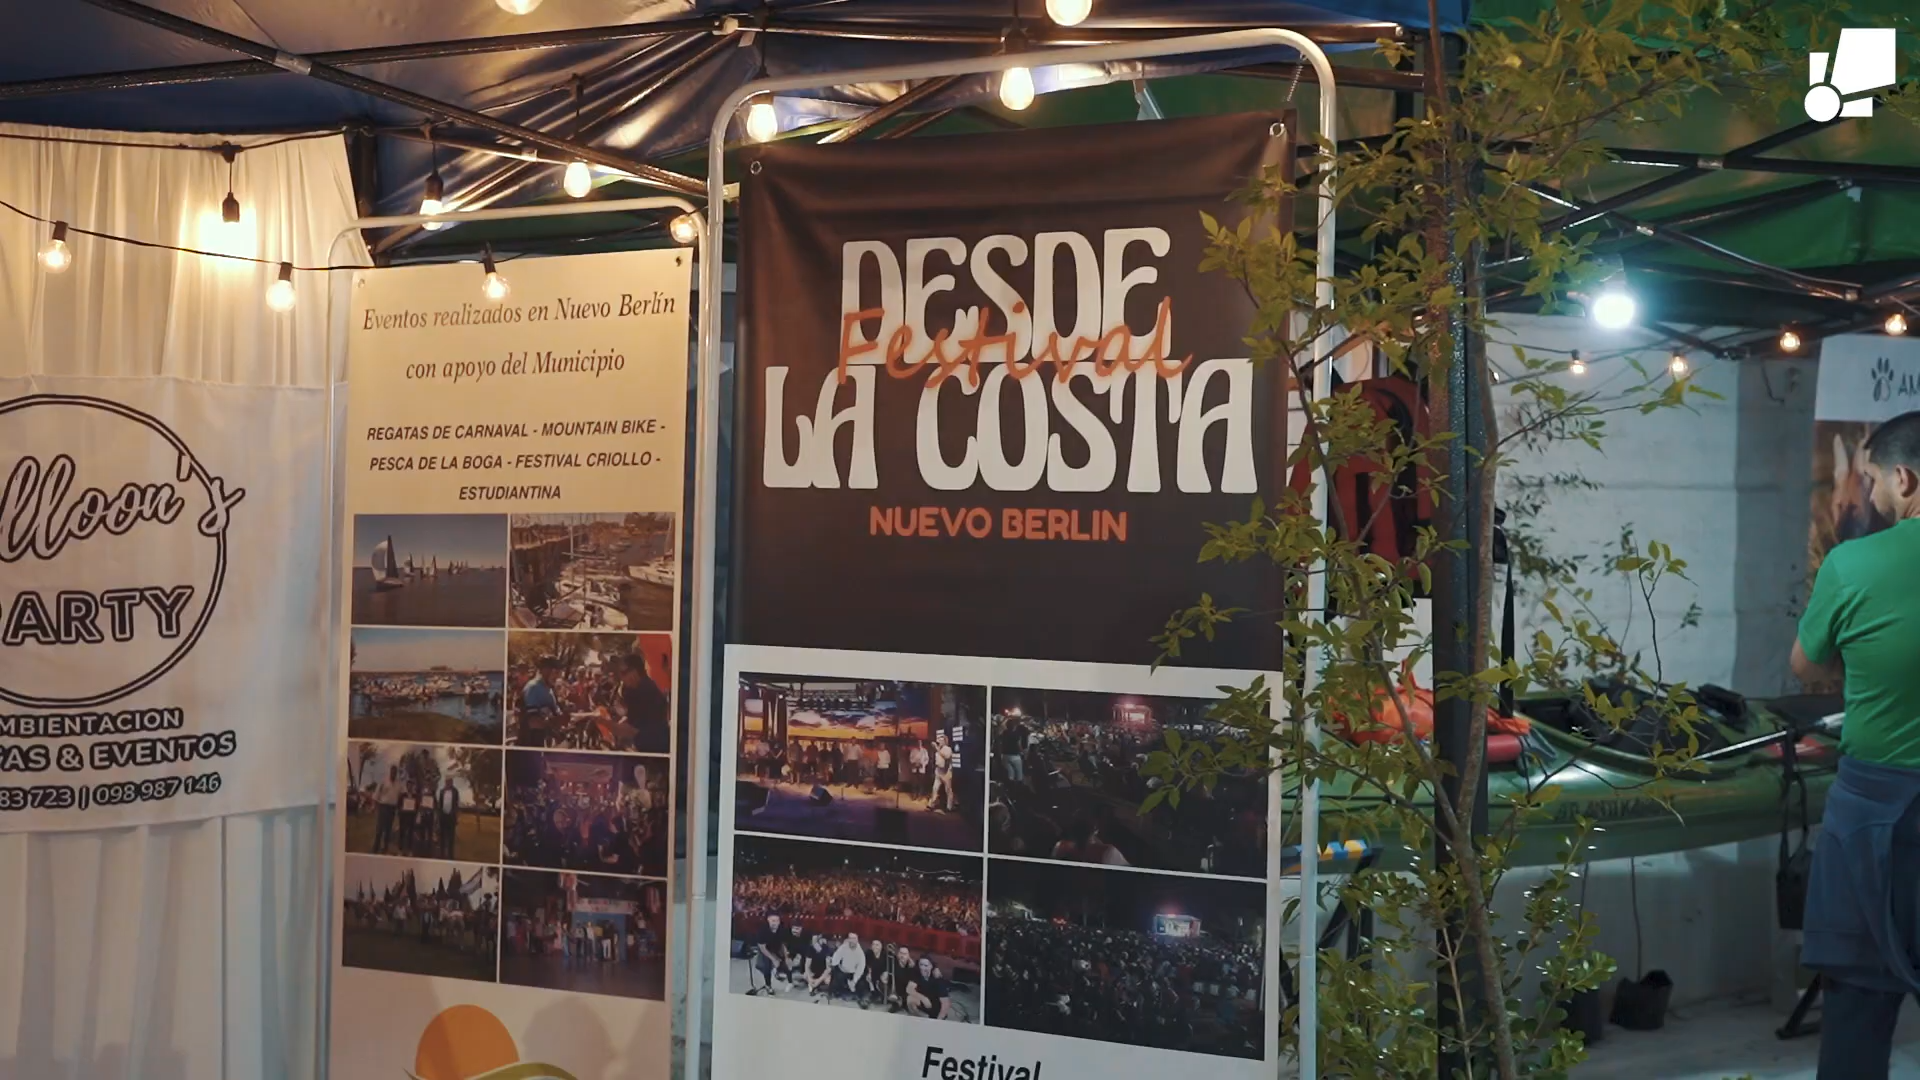 Eventos realizados en Nuevo Berlín
con apoyo del Municipio
REGATAS DE CARNAVAL - MOUNTAIN BIKE -
PESCA DE LA BOGA - FESTIVAL CRIOLLO -
ESTUDIANTINA
DESDE
Festival
LA COSTA
NUEVO BERLIN
Festival
lloon's
PARTY
MBIENTACION
AS & EVENTOS
83 723 | 098 987 146